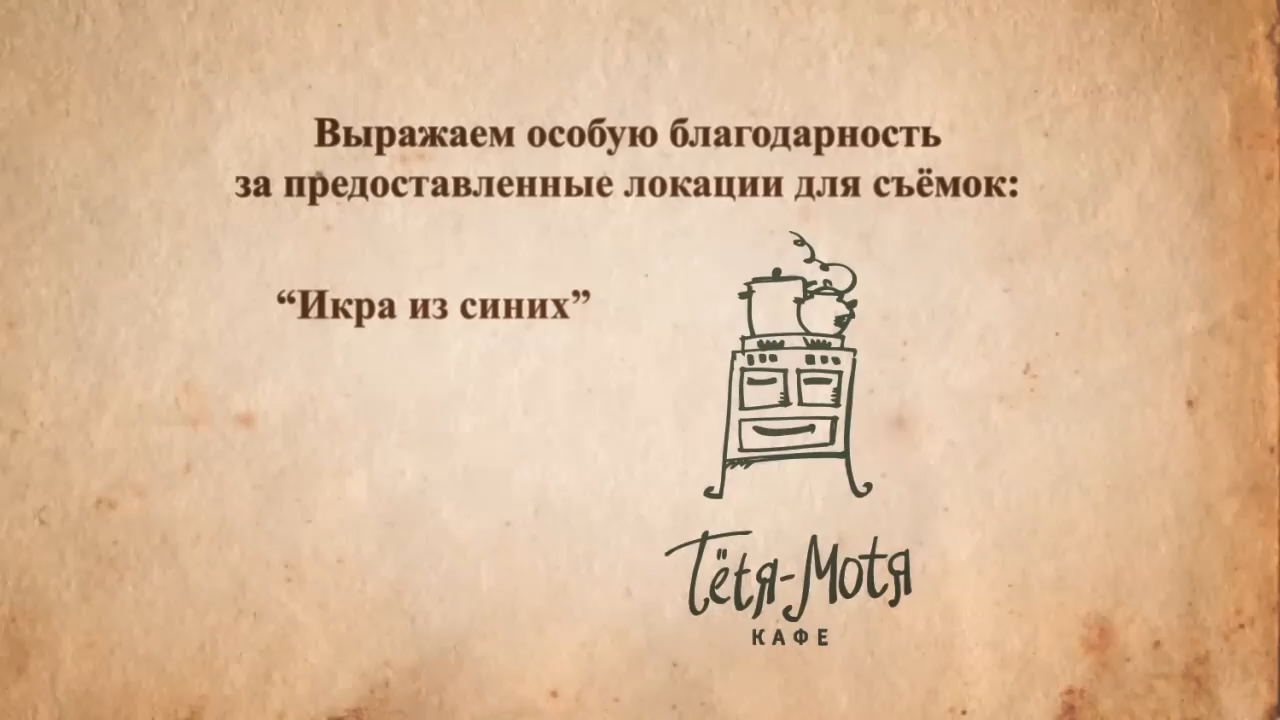 Выражаем особую благодарность
за предоставленные локации для съёмок:
“Икра из синих”
Тётя-Мотя
КАФЕ